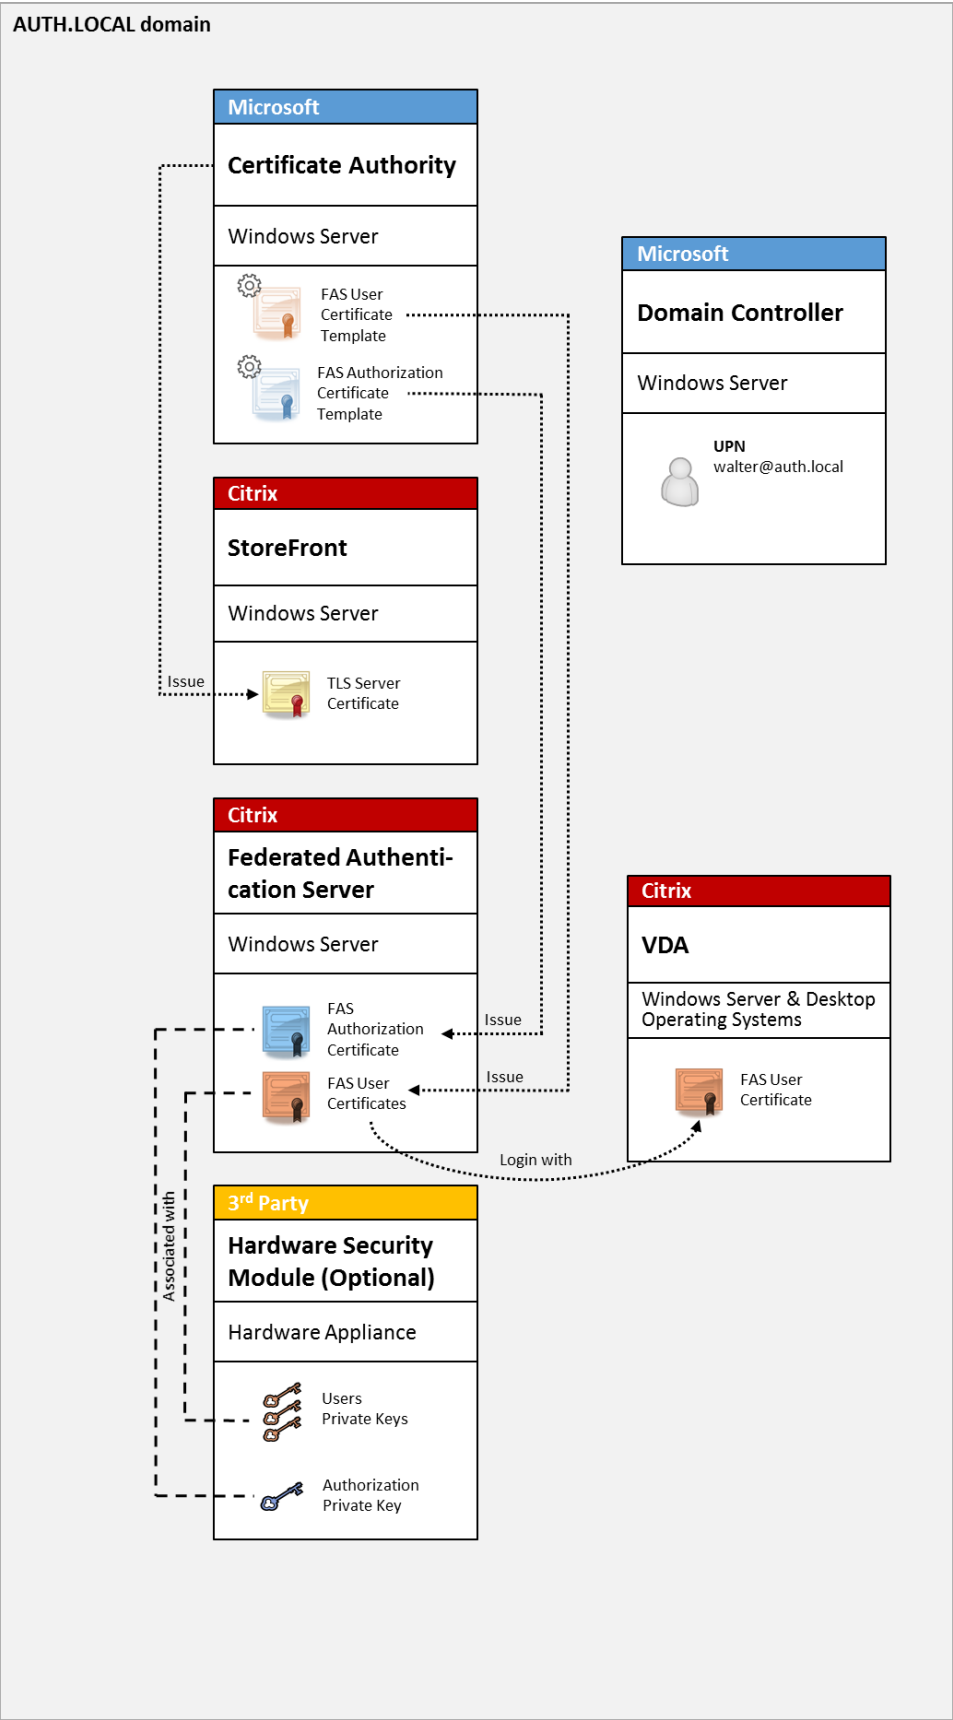 AUTH.LOCAL domain
Microsoft
Certificate Authority
Windows Server
FAS User
Certificate
Template
FAS Authorization
Certificate
Template
Microsoft
Domain Controller
Windows Server
UPN
walter@auth.local
Citrix
StoreFront
Windows Server
Issue
TLS Server
Certificate
Citrix
Federated Authenti-
cation Server
Windows Server
FAS
Authorization
Certificate
Issue
FAS User
Certificates
Issue
Citrix
VDA
Windows Server & Desktop
Operating Systems
FAS User
Certificate
Login with
Associated with
3rd Party
Hardware Security
Module (Optional)
Hardware Appliance
Users
Private Keys
Authorization
Private Key